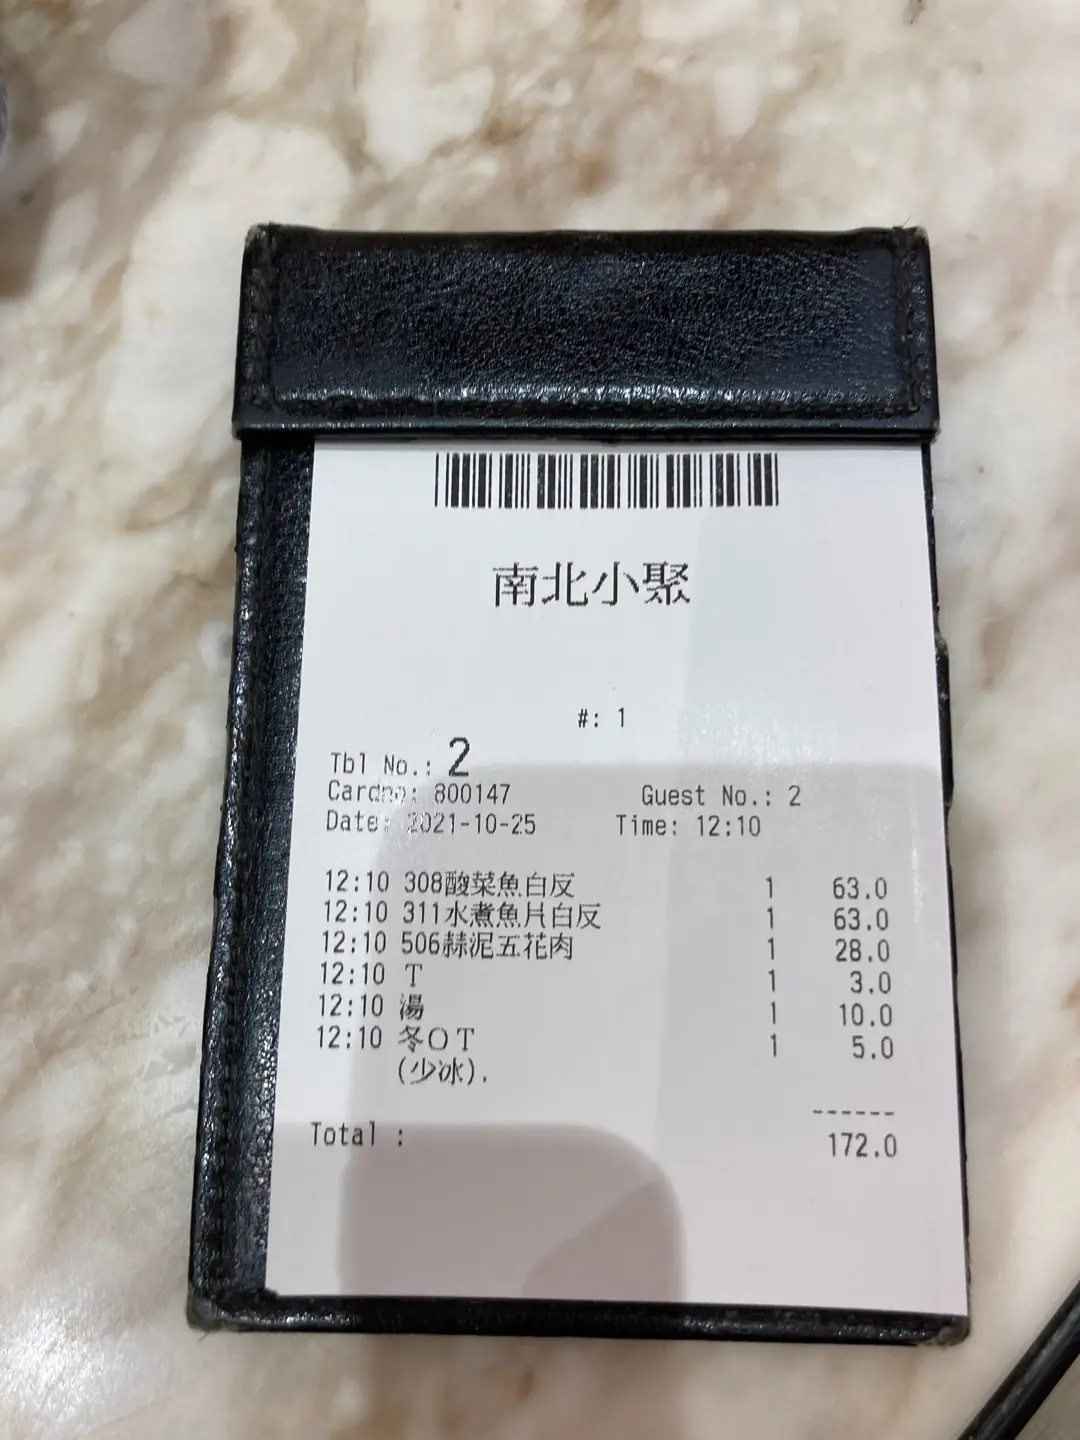 南北小聚
#: 1
Tbl No.: 2
Cardno: 800147 Guest No.: 2
Date: 2021-10-25 Time: 12:10
12:10 308酸菜魚白反 1 63.0
12:10 311水煮魚片白反 1 63.0
12:10 506蒜泥五花肉 1 28.0
12:10 T 1 3.0
12:10 湯 1 10.0
12:10 冬OT 1 5.0
(少冰).
------
Total : 172.0